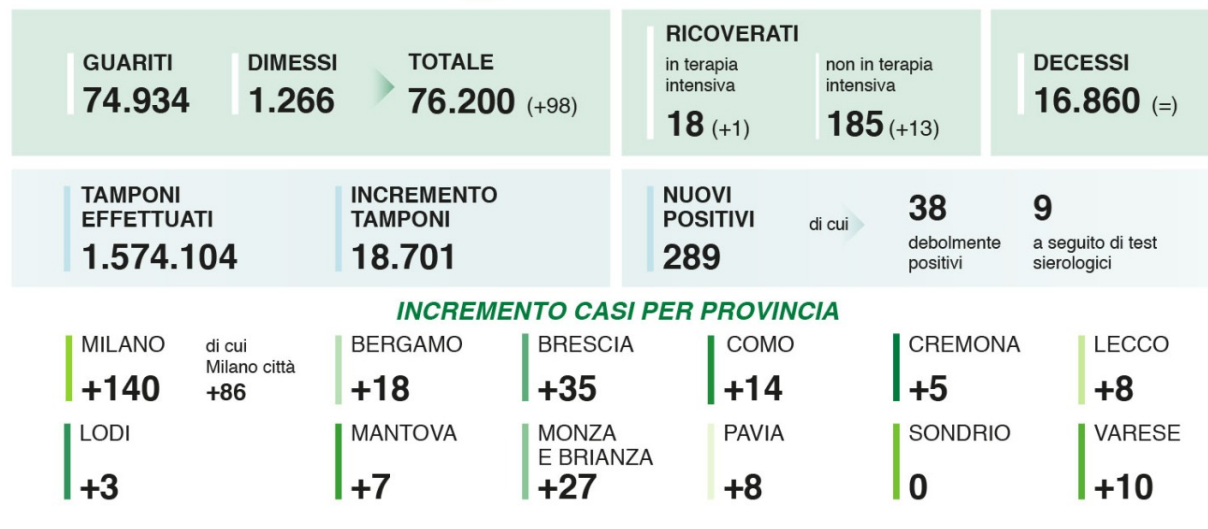 GUARITI
74.934
DIMESSI
1.266
TOTALE
76.200 (+98)
RICOVERATI
in terapia
intensiva
18 (+1)
non in terapia
intensiva
185 (+13)
DECESSI
16.860 (=)
TAMPONI
EFFETTUATI
1.574.104
INCREMENTO
TAMPONI
18.701
NUOVI
POSITIVI
289
di cui
38
debolmente
positivi
9
a seguito di test
sierologici
INCREMENTO CASI PER PROVINCIA
MILANO
+140
di cui
Milano città
+86
BERGAMO
+18
BRESCIA
+35
COMO
+14
CREMONA
+5
LECCO
+8
LODI
+3
MANTOVA
+7
MONZA
E BRIANZA
+27
PAVIA
+8
SONDRIO
0
VARESE
+10